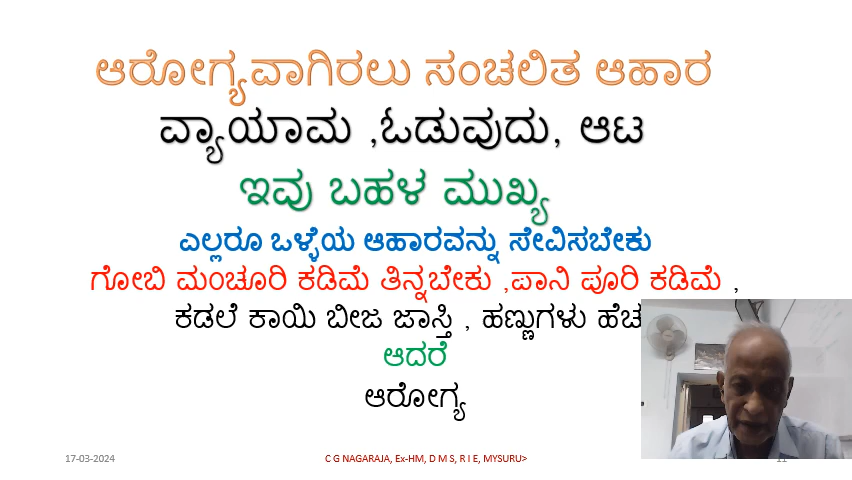 ಆರೋಗ್ಯವಾಗಿರಲು ಸಂಚಲಿತ ಆಹಾರ
ವ್ಯಾಯಾಮ ,ಓಡುವುದು, ಆಟ
ಇವು ಬಹಳ ಮುಖ್ಯ
ಎಲ್ಲರೂ ಒಳ್ಳೆಯ ಆಹಾರವನ್ನು ಸೇವಿಸಬೇಕು
ಗೋಬಿ ಮಂಚೂರಿ ಕಡಿಮೆ ತಿನ್ನಬೇಕು ,ಪಾನಿ ಪೂರಿ ಕಡಿಮೆ ,
ಕಡಲೆ ಕಾಯಿ ಬೀಜ ಜಾಸ್ತಿ , ಹಣ್ಣುಗಳು
ಆದರೆ
ಆರೋಗ್ಯ
17-03-2024 C G NAGARAJA, Ex-HM, D M S, R I E, MYSURU>